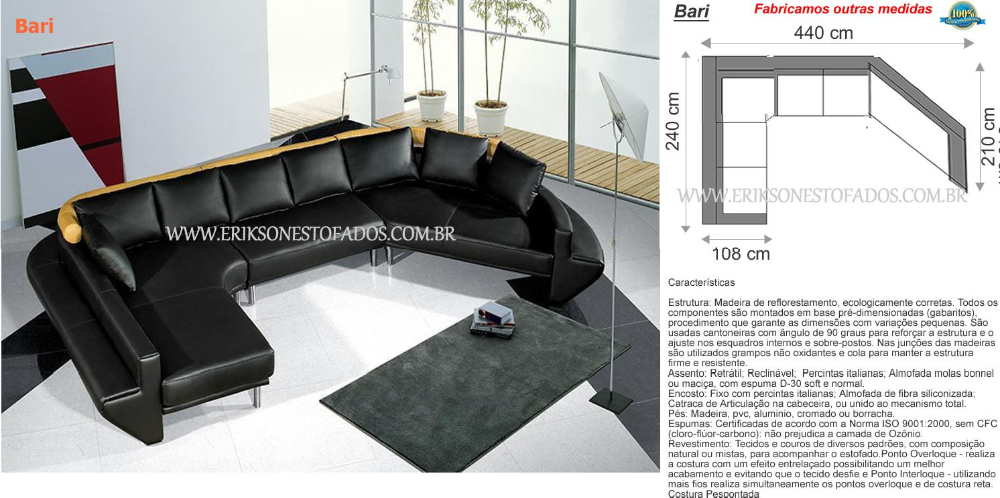 Bari
WWW.ERIKSONESTOFADOS.COM.BR
Bari
Fabricamos outras medidas
100%
440 cm
240 cm
210 cm
WWW.ERIKSONESTOFADOS.COM.BR
108 cm
Características
Estrutura: Madeira de reflorestamento, ecologicamente corretas. Todos os
componentes são montados em base pré-dimensionadas (gabaritos),
procedimento que garante as dimensões com variações pequenas. São
usadas cantoneiras com ângulo de 90 graus para reforçar a estrutura e o
ajuste nos esquadros internos e sobre-postos. Nas junções das madeiras
são utilizados grampos não oxidantes e cola para manter a estrutura
firme e resistente.
Assento: Retrátil; Reclinável; Percintas italianas; Almofada molas bonnel
ou maciça, com espuma D-30 soft e normal.
Encosto: Fixo com percintas italianas; Almofada de fibra siliconizada;
Catraca de Articulação na cabeceira, ou unido ao mecanismo total.
Pés: Madeira, pvc, aluminio, cromado ou borracha.
Espumas: Certificadas de acordo com a Norma ISO 9001:2000, sem CFC
(cloro-flúor-carbono): não prejudica a camada de Ozônio.
Revestimento: Tecidos e couros de diversos padrões, com composição
natural ou mistas, para acompanhar o estofado.Ponto Overloque - realiza
a costura com um efeito entrelaçado possibilitando um melhor
acabamento e evitando que o tecido desfie e Ponto Interloque - utilizando
mais fios realiza simultaneamente os pontos overloque e de costura reta.
Costura Pespontada